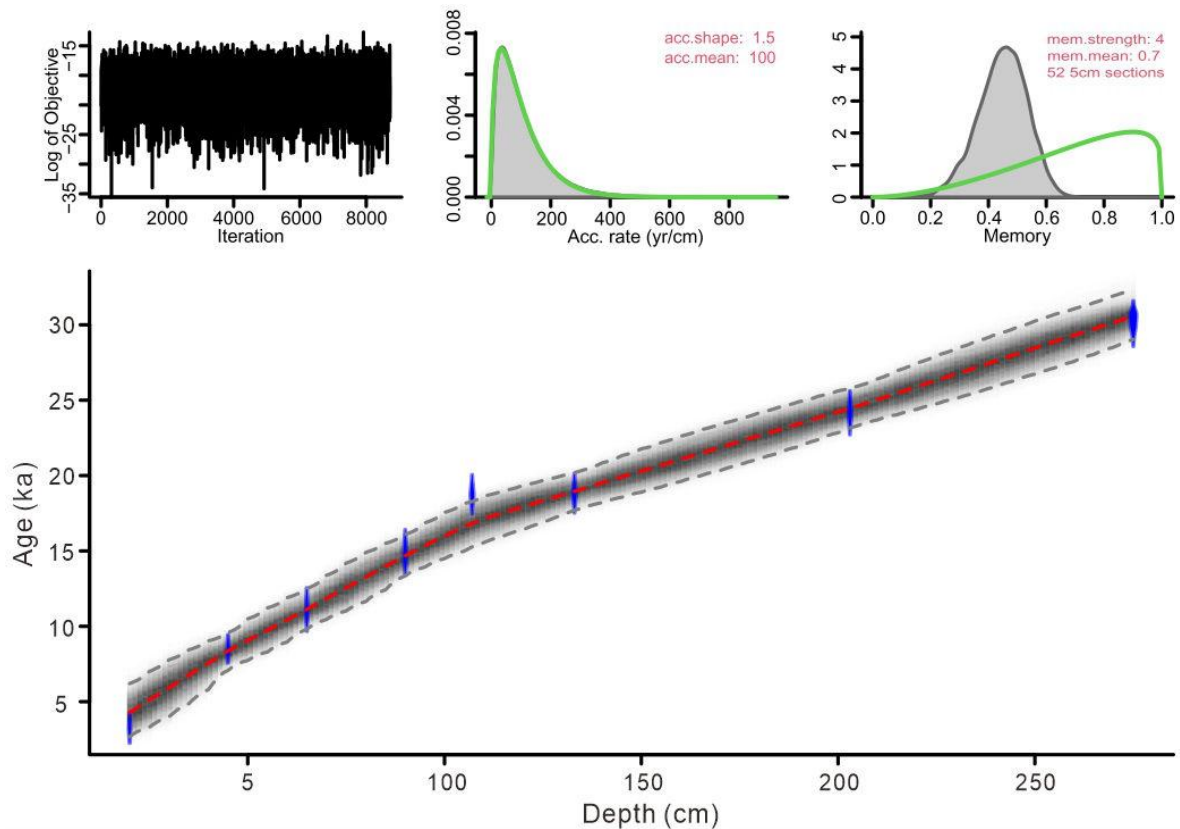 Log of Objective
−15
−25
−35
0 2000 4000 6000 8000
Iteration
acc.shape: 1.5
acc.mean: 100
0.008
0.004
0.000
0 200 400 600 800
Acc. rate (yr/cm)
mem.strength: 4
mem.mean: 0.7
52 5cm sections
5
4
3
2
1
0
0.0 0.2 0.4 0.6 0.8 1.0
Memory
Age (ka)
30
25
20
15
10
5
5 100 150 200 250
Depth (cm)